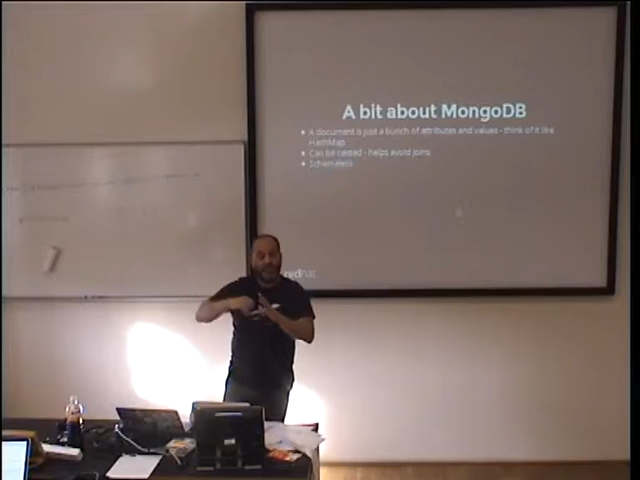 A bit about MongoDB
A document is just a bunch of attributes and values - think of it like
HashMap
Can be nested - helps avoid joins
Schemaless
redhat